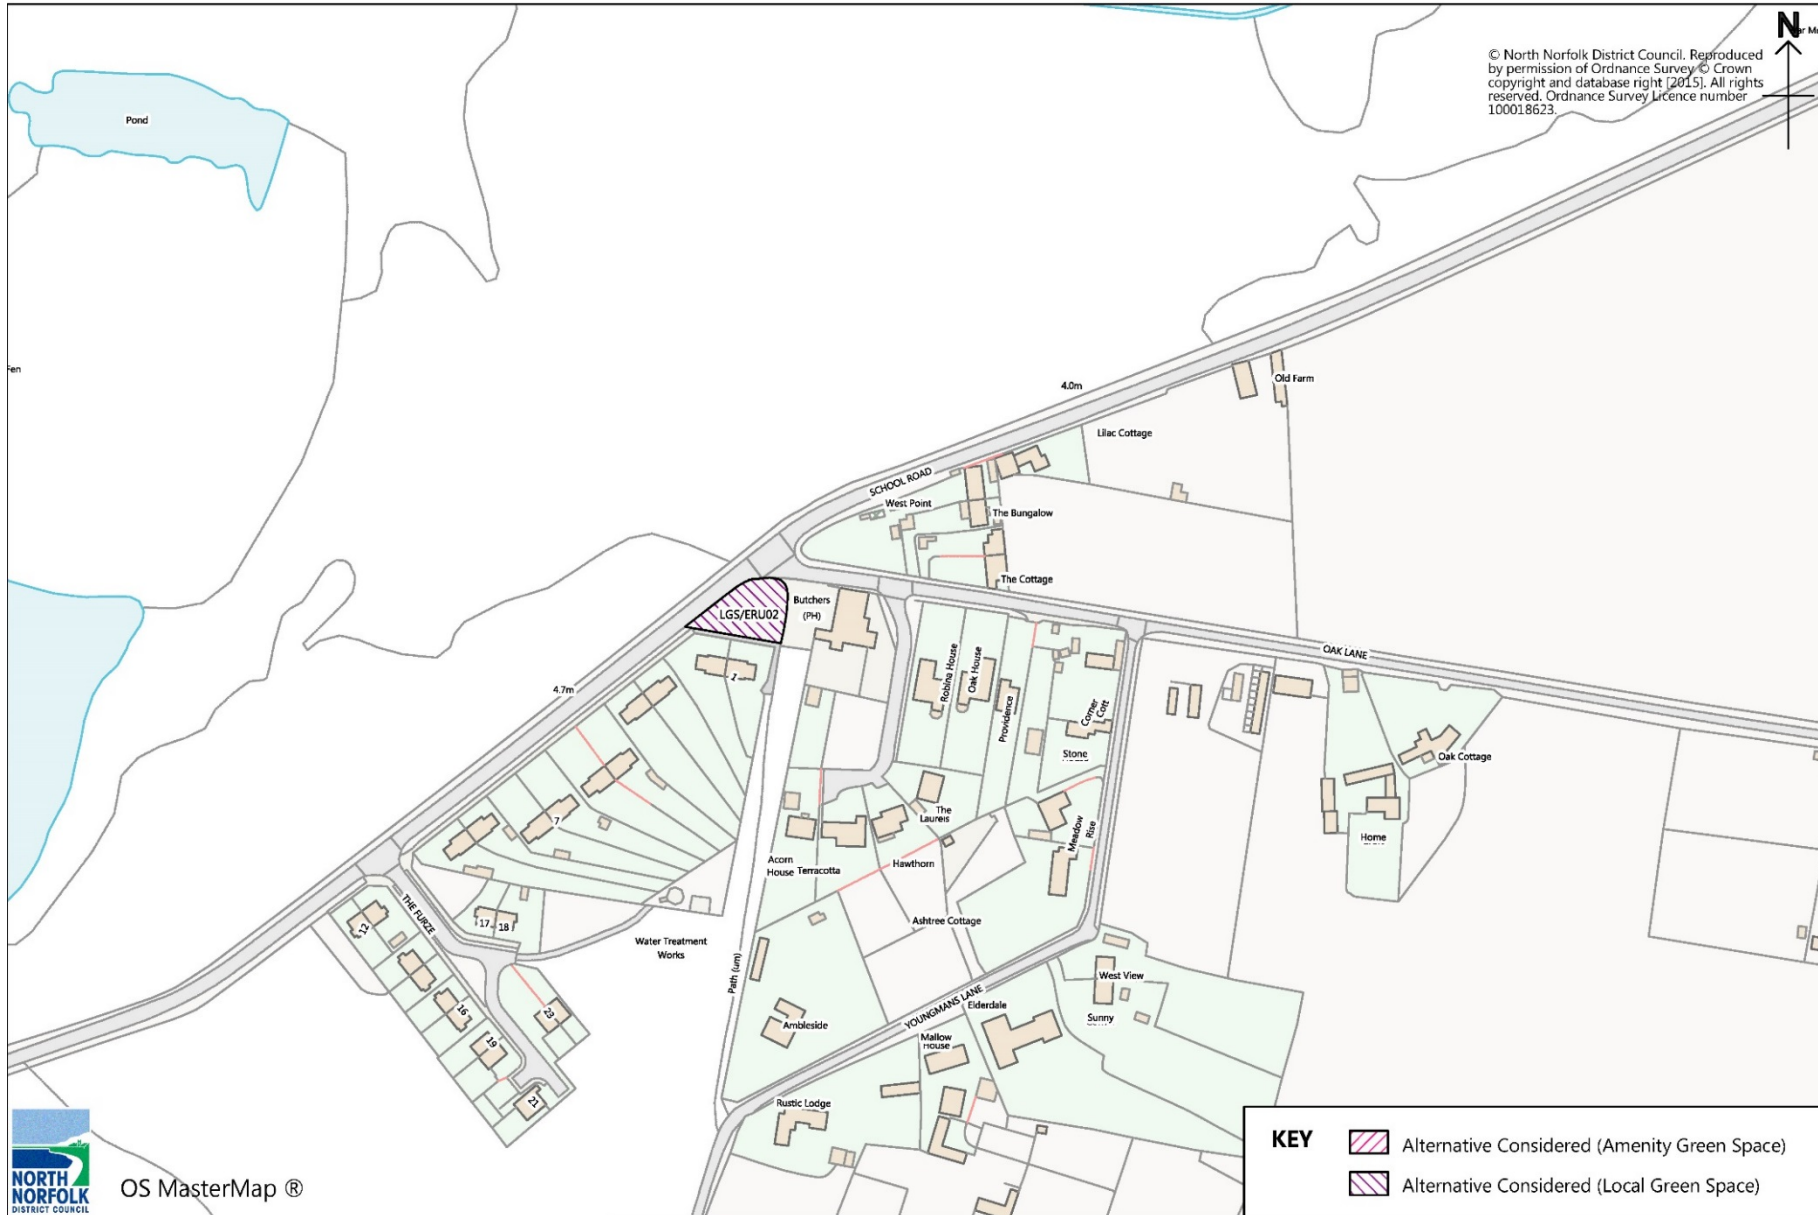 N
© North Norfolk District Council. Reproduced
by permission of Ordnance Survey © Crown
copyright and database right [2015]. All rights
reserved. Ordnance Survey Licence number
100018623.
Pond
Fen
4.0m
Old Farm
Lilac Cottage
SCHOOL ROAD
West Point
The Bungalow
The Cottage
LGS/ERU02
Butchers
(PH)
OAK LANE
1
4.7m
Robina House
Oak House
Providence
Corner
Cott
Stone
Oak Cottage
7
The
Laurels
Meadow
Rise
Home
Acorn
House
Terracotta
Hawthorn
Ashtree Cottage
THE FURZE
12
17
18
Water Treatment
Works
Path (um)
West View
16
23
YOUNGMANS LANE
Elderdale
Sunny
Ambleside
19
Mallow
House
21
Rustic Lodge
KEY
Alternative Considered (Amenity Green Space)
Alternative Considered (Local Green Space)
NORTH
NORFOLK
DISTRICT COUNCIL
OS MasterMap ®